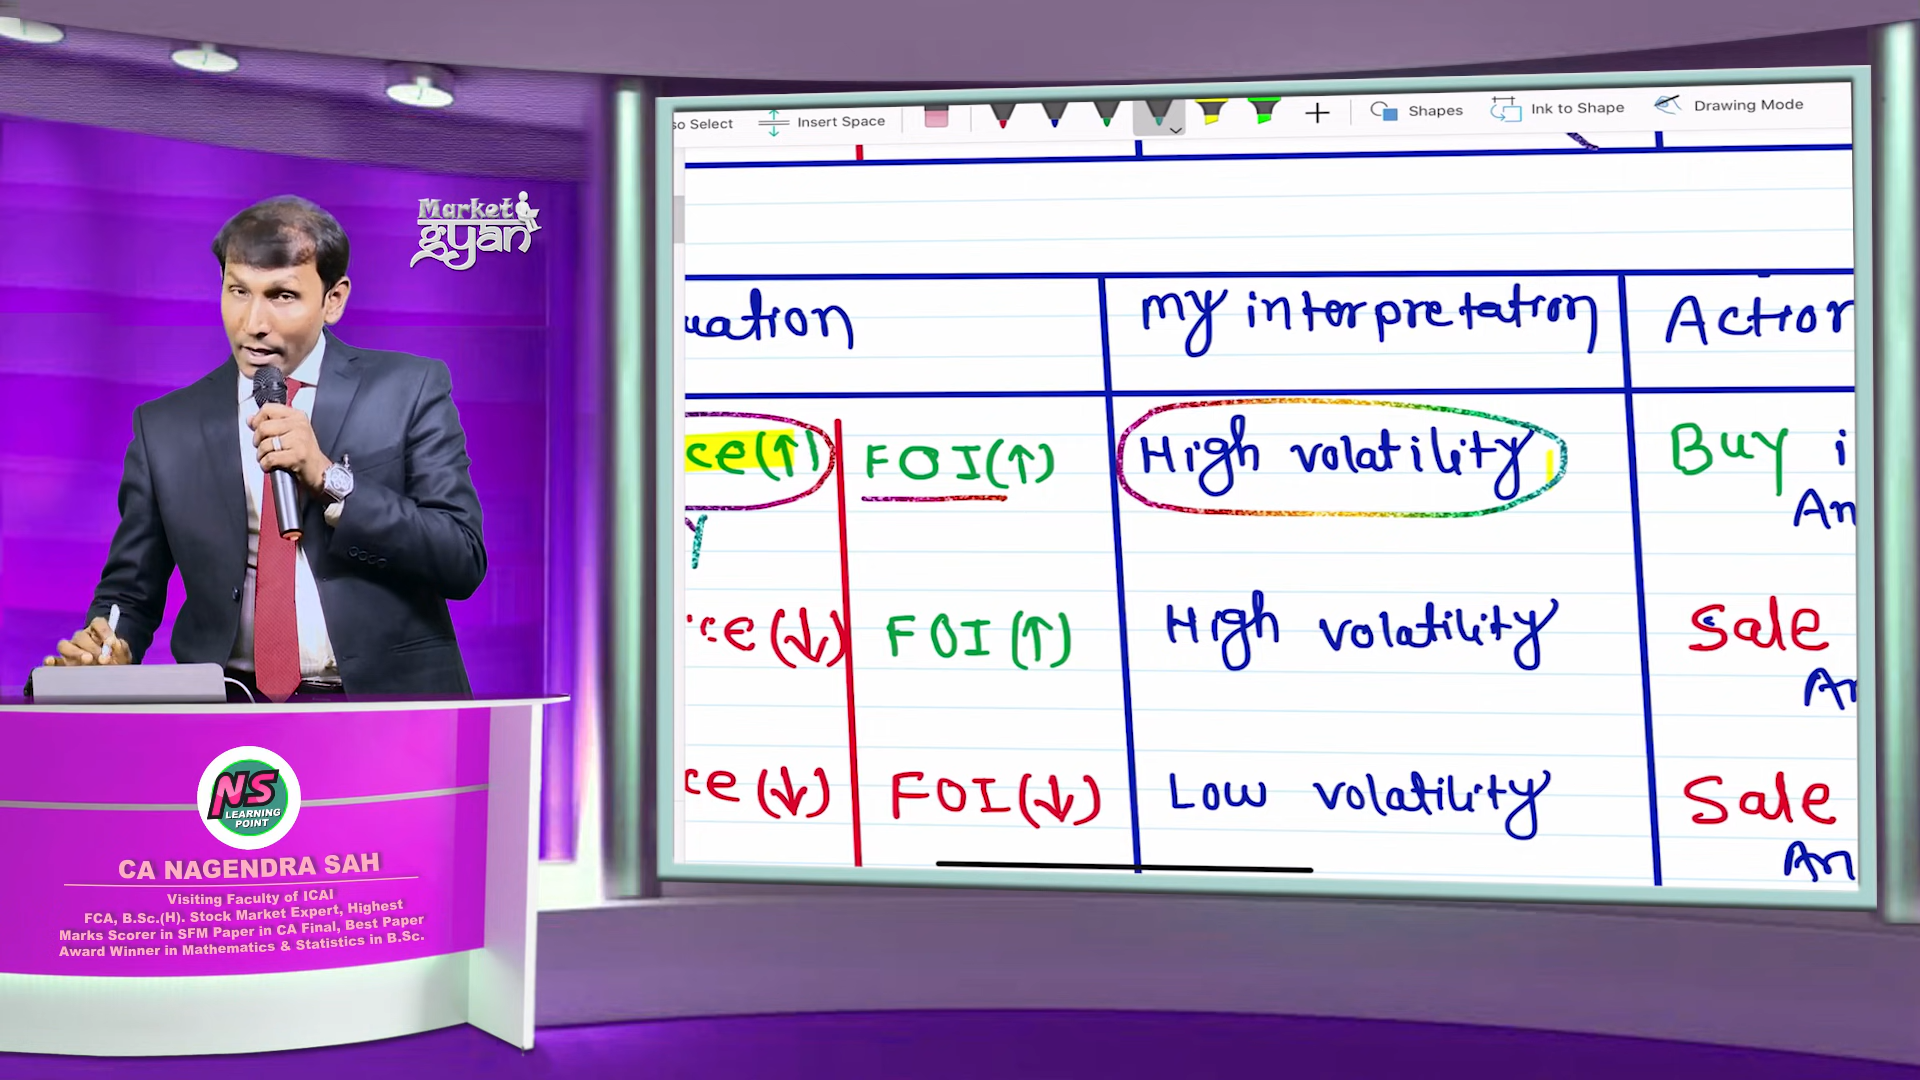 Market
gyan
so Select
Insert Space
Shapes
Ink to Shape
Drawing Mode
uation
my interpretation
Action
ce(↑)
FOI(↑)
High volatility
Buy i
An
y
ce(↓)
FOI(↑)
High volatility
Sale
An
ce(↓)
FOI(↓)
Low volatility
Sale
An
NS
LEARNING
POINT
CA NAGENDRA SAH
Visiting Faculty of ICAI
FCA, B.Sc.(H). Stock Market Expert, Highest
Marks Scorer in SFM Paper in CA Final, Best Paper
Award Winner in Mathematics & Statistics in B.Sc.